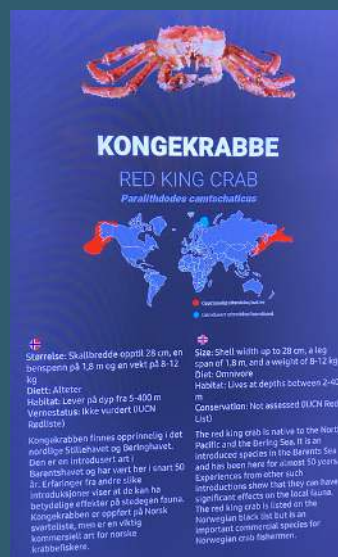 KONGEKRABBE
RED KING CRAB
Paralithdodes camtschaticus
Størrelse: Skallbredde opptil 28 cm, en
benspenn på 1,8 m og en vekt på 8-12
kg
Diett: Alteter
Habitat: Lever på dyp fra 5-400 m
Vernestatus: Ikke vurdert (IUCN
Rødliste)
Kongekrabben finnes opprinnelig i det
nordlige Stillehavet og Beringhavet.
Den er en introdusert art i
Barentshavet og har vært her i snart 50
år. Erfaringer fra andre slike
introduksjoner viser at de kan ha
betydelige effekter på stedegen fauna.
Kongekrabben er oppført på Norsk
svarteliste, men er en viktig
kommersiell art for norske
krabbefiskere.
Size: Shell width up to 28 cm, a leg
span of 1,8 m, and a weight of 8-12 kg
Diet: Omnivore
Habitat: Lives at depths between 2-40
m
Conservation: Not assessed (IUCN Red
List)
The red king crab is native to the North
Pacific and the Bering Sea. It is an
introduced species in the Barents Sea
and has been here for almost 50 years.
Experiences from other such
introductions show that they can have
significant effects on the local fauna.
The red king crab is listed on the
Norwegian black list but is an
important commercial species for
Norwegian crab fishermen.